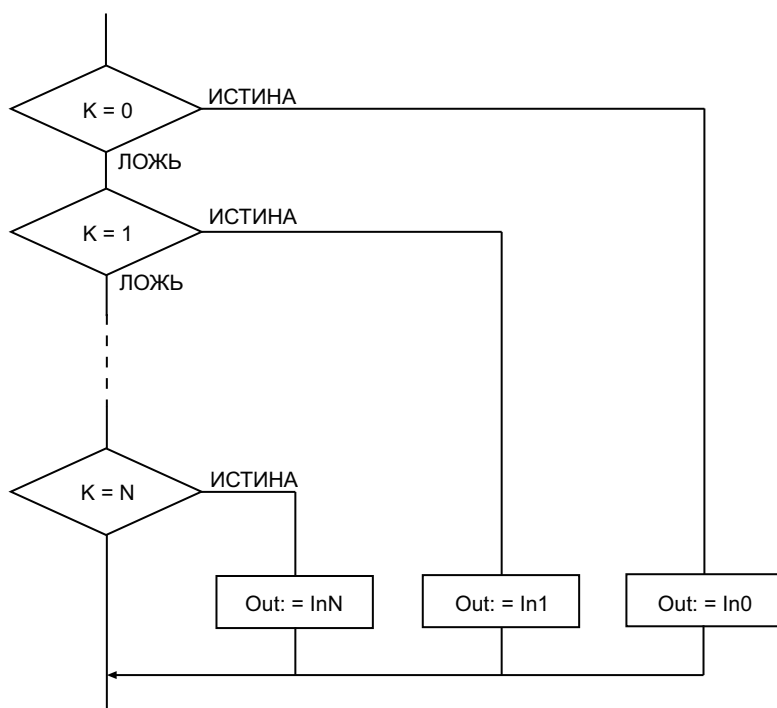 ИСТИНА
K = 0
ЛОЖЬ
ИСТИНА
K = 1
ЛОЖЬ
ИСТИНА
K = N
Out: = InN
Out: = In1
Out: = In0